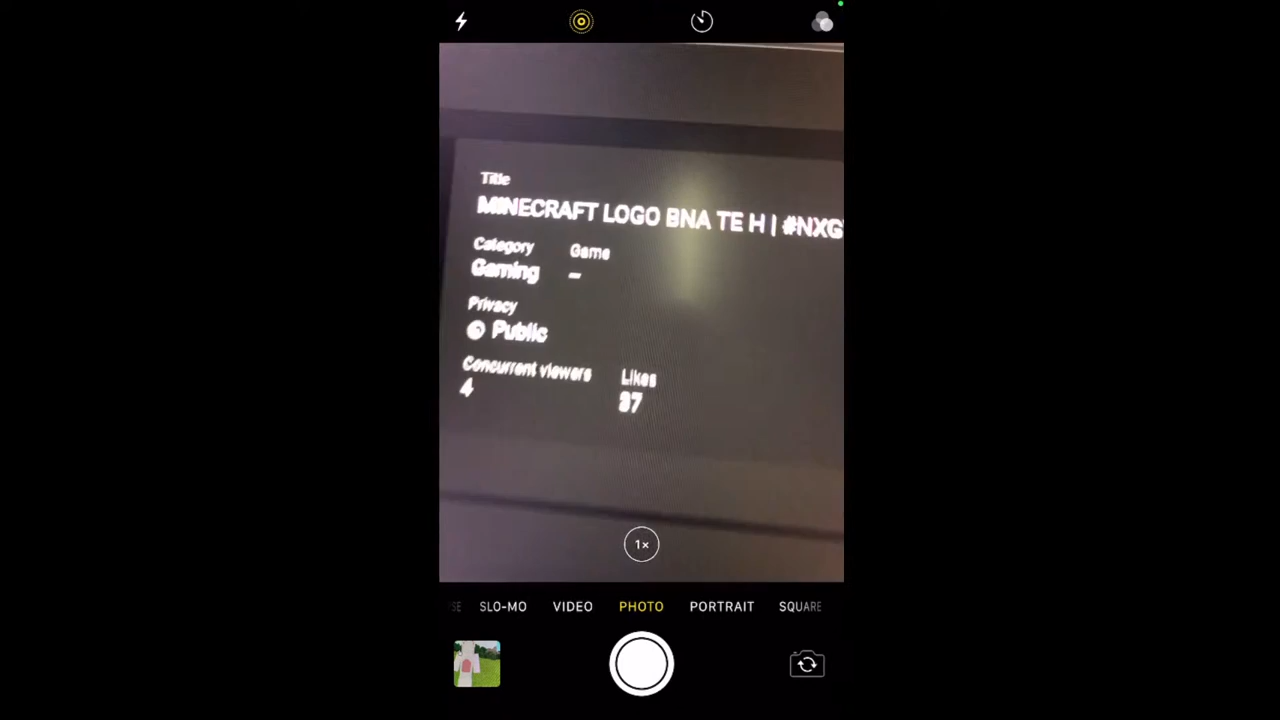 Title
MINECRAFT LOGO BNA TE H | #NXG
Category Game
Gaming –
Privacy
Public
Concurrent viewers Likes
4 37
1×
SLO-MO VIDEO PHOTO PORTRAIT SQUARE